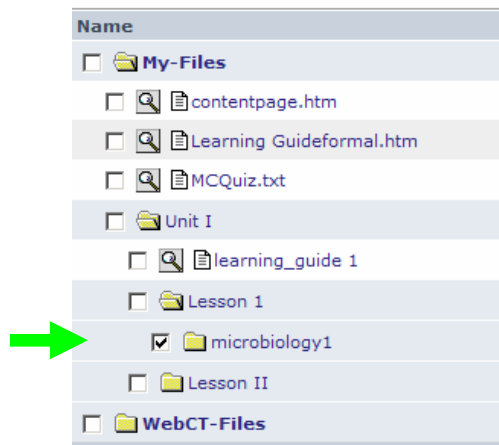 Name
My-Files
contentpage.htm
Learning Guideformal.htm
MCQuiz.txt
Unit I
learning_guide 1
Lesson 1
microbiology1
Lesson II
WebCT-Files